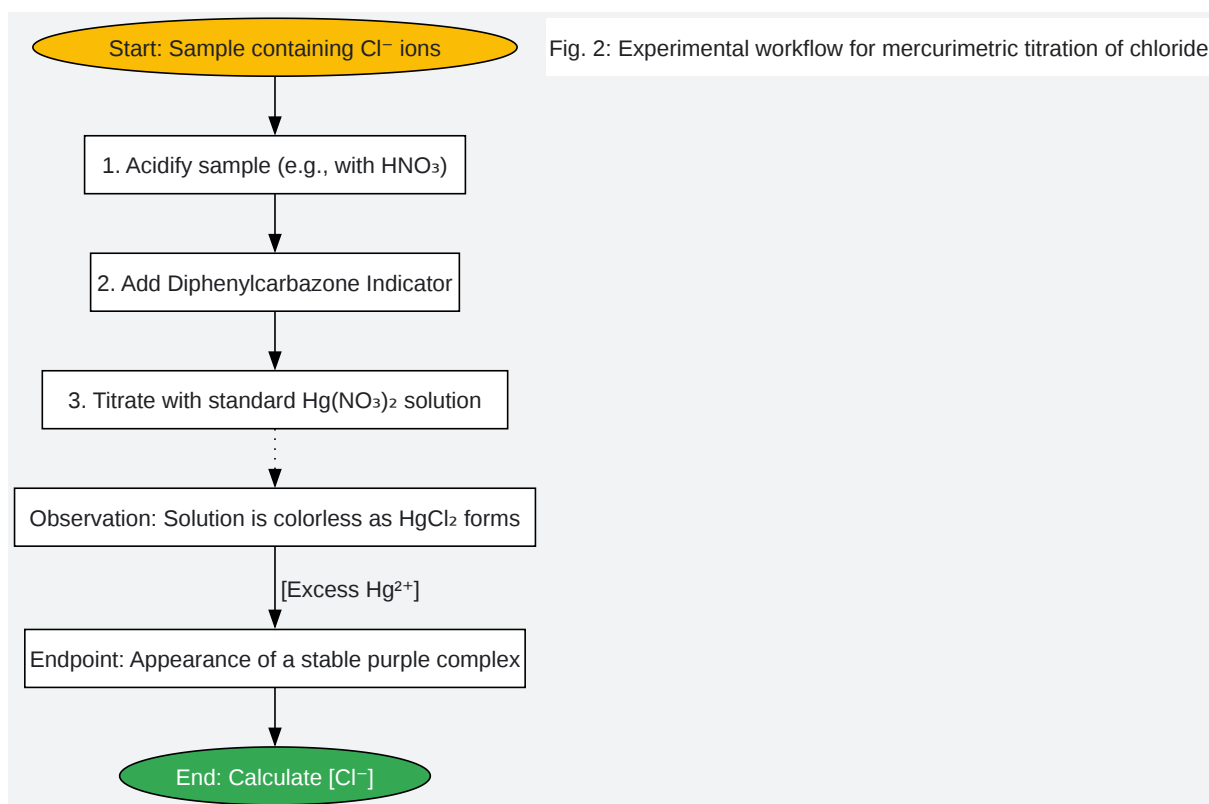 Start: Sample containing Cl⁻ ions
Fig. 2: Experimental workflow for mercurimetric titration of chloride
1. Acidify sample (e.g., with HNO₃)
2. Add Diphenylcarbazone Indicator
3. Titrate with standard Hg(NO₃)₂ solution
Observation: Solution is colorless as HgCl₂ forms
[Excess Hg²⁺]
Endpoint: Appearance of a stable purple complex
End: Calculate [Cl⁻]